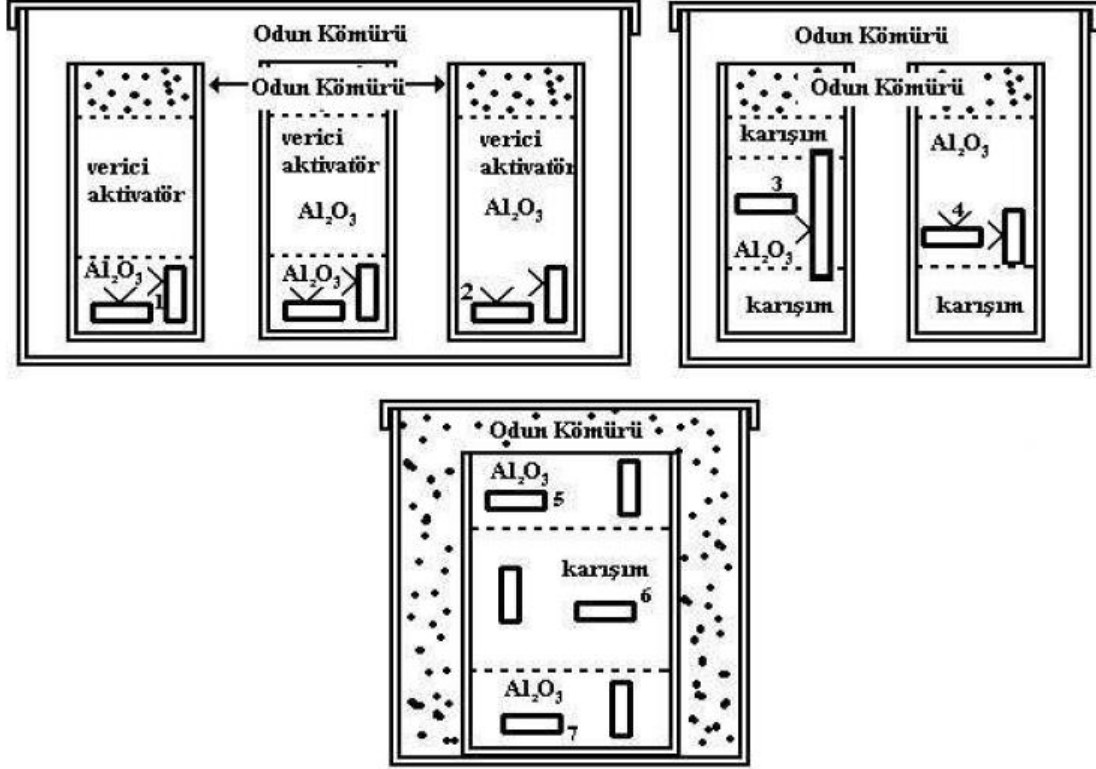 Odun Kömürü
Odun Kömürü
verici
aktivatör
Al₂O₃
1
verici
aktivatör
Al₂O₃
Al₂O₃
verici
aktivatör
Al₂O₃
2
Odun Kömürü
Odun Kömürü
karışım
3
Al₂O₃
karışım
Al₂O₃
4
karışım
Odun Kömürü
Al₂O₃
5
karışım
6
Al₂O₃
7